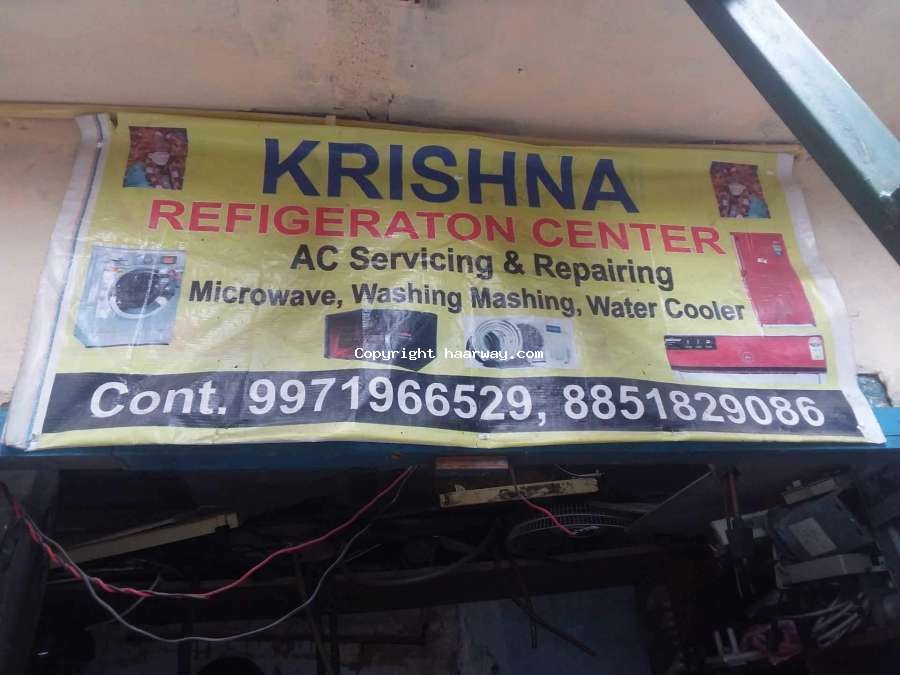 KRISHNA
REFIGERATON CENTER
AC Servicing & Repairing
Microwave, Washing Mashing, Water Cooler
Copyright haarway.com
Cont. 9971966529, 8851829086